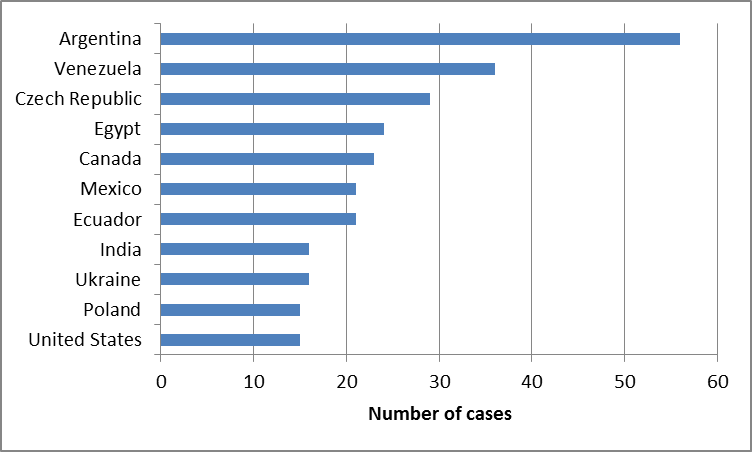 Argentina
Venezuela
Czech Republic
Egypt
Canada
Mexico
Ecuador
India
Ukraine
Poland
United States
0 10 20 30 40 50 60
Number of cases